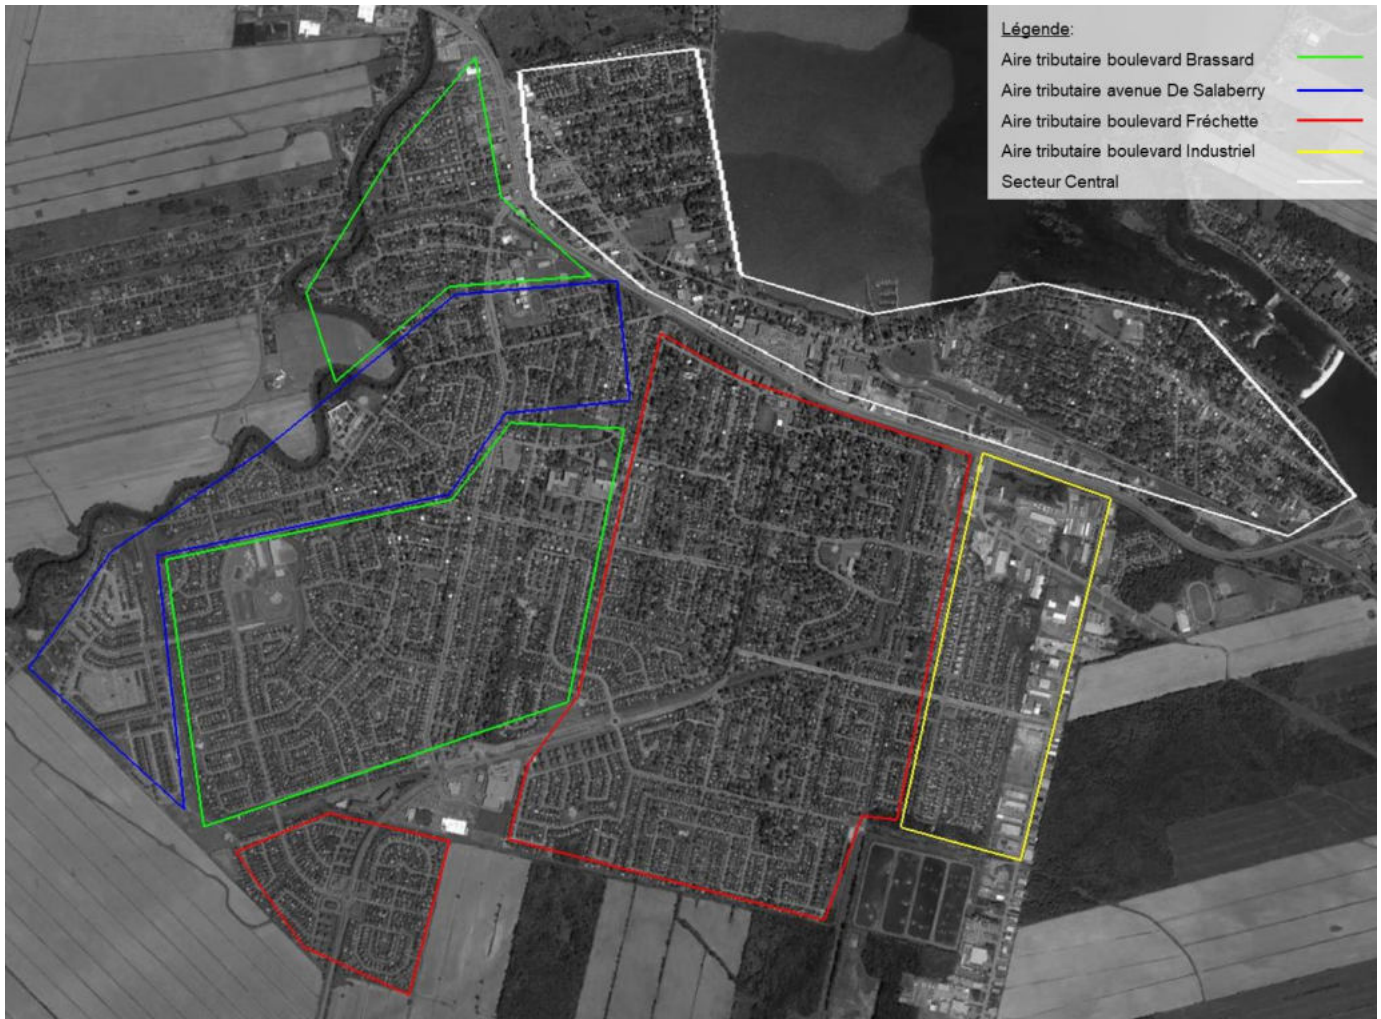 Légende:
Aire tributaire boulevard Brassard
Aire tributaire avenue De Salaberry
Aire tributaire boulevard Fréchette
Aire tributaire boulevard Industriel
Secteur Central